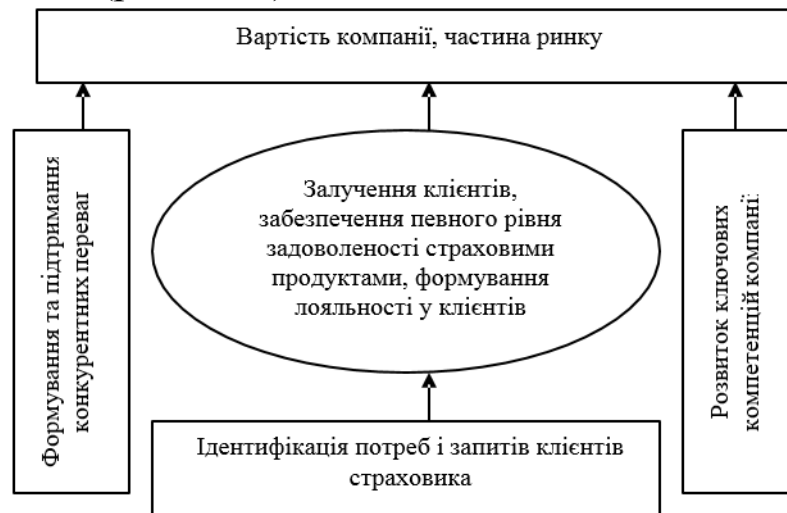 Вартість компанії, частина ринку
Формування та підтримання
конкурентних переваг
Залучення клієнтів,
забезпечення певного рівня
задоволеності страховими
продуктами, формування
лояльності у клієнтів
Розвиток ключових
компетенцій компанії
Ідентифікація потреб і запитів клієнтів
страховика